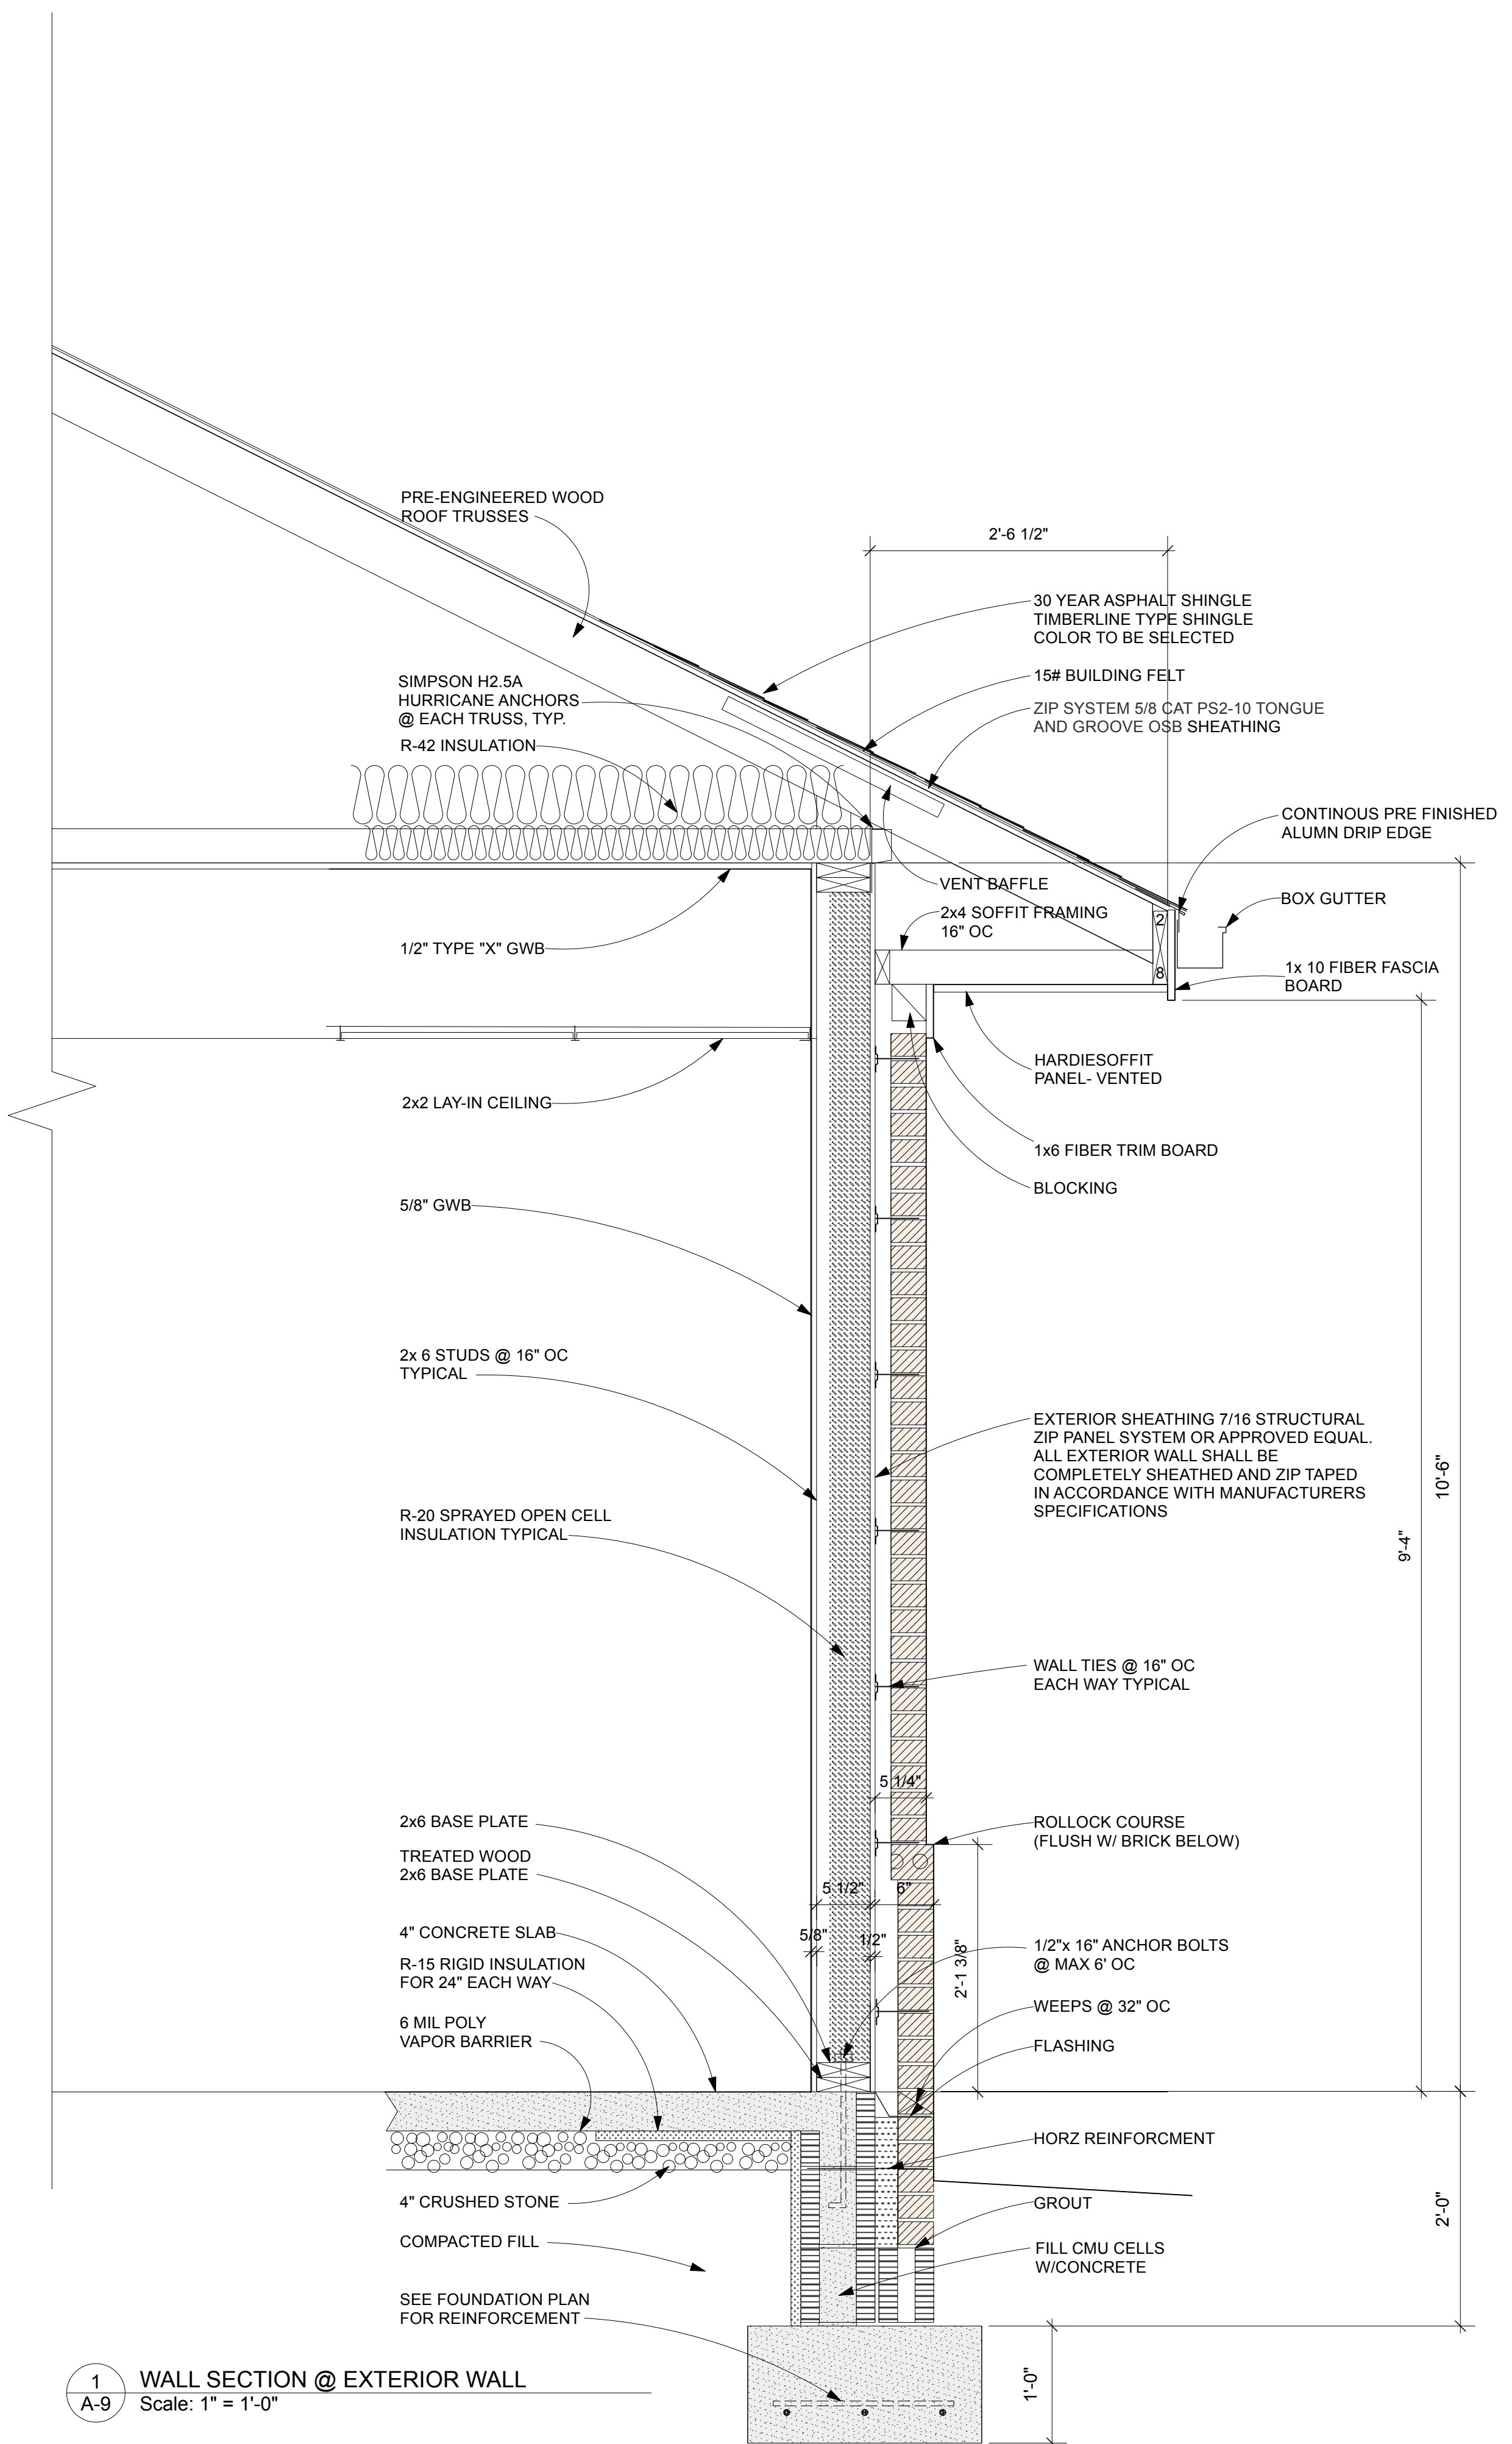 PRE-ENGINEERED WOOD
ROOF TRUSSES
2'-6 1/2"
30 YEAR ASPHALT SHINGLE
TIMBERLINE TYPE SHINGLE
COLOR TO BE SELECTED
15# BUILDING FELT
SIMPSON H2.5A
HURRICANE ANCHORS
@ EACH TRUSS, TYP.
ZIP SYSTEM 5/8 CAT PS2-10 TONGUE
AND GROOVE OSB SHEATHING
R-42 INSULATION
CONTINOUS PRE FINISHED
ALUMN DRIP EDGE
VENT BAFFLE
BOX GUTTER
2x4 SOFFIT FRAMING
16" OC
2
8
1/2" TYPE "X" GWB
1x 10 FIBER FASCIA
BOARD
HARDIESOFFIT
PANEL- VENTED
2x2 LAY-IN CEILING
1x6 FIBER TRIM BOARD
BLOCKING
5/8" GWB
2x 6 STUDS @ 16" OC
TYPICAL
EXTERIOR SHEATHING 7/16 STRUCTURAL
ZIP PANEL SYSTEM OR APPROVED EQUAL.
ALL EXTERIOR WALL SHALL BE
COMPLETELY SHEATHED AND ZIP TAPED
IN ACCORDANCE WITH MANUFACTURERS
SPECIFICATIONS
10'-6"
9'-4"
R-20 SPRAYED OPEN CELL
INSULATION TYPICAL
WALL TIES @ 16" OC
EACH WAY TYPICAL
5 1/4"
2x6 BASE PLATE
ROLLOCK COURSE
(FLUSH W/ BRICK BELOW)
TREATED WOOD
2x6 BASE PLATE
5 1/2"
6"
4" CONCRETE SLAB
5/8"
1/2"
2'-1 3/8"
1/2"x 16" ANCHOR BOLTS
@ MAX 6' OC
R-15 RIGID INSULATION
FOR 24" EACH WAY
WEEPS @ 32" OC
6 MIL POLY
VAPOR BARRIER
FLASHING
HORZ REINFORCMENT
4" CRUSHED STONE
GROUT
2'-0"
COMPACTED FILL
FILL CMU CELLS
W/CONCRETE
SEE FOUNDATION PLAN
FOR REINFORCEMENT
1'-0"
1
A-9
WALL SECTION @ EXTERIOR WALL
Scale: 1" = 1'-0"